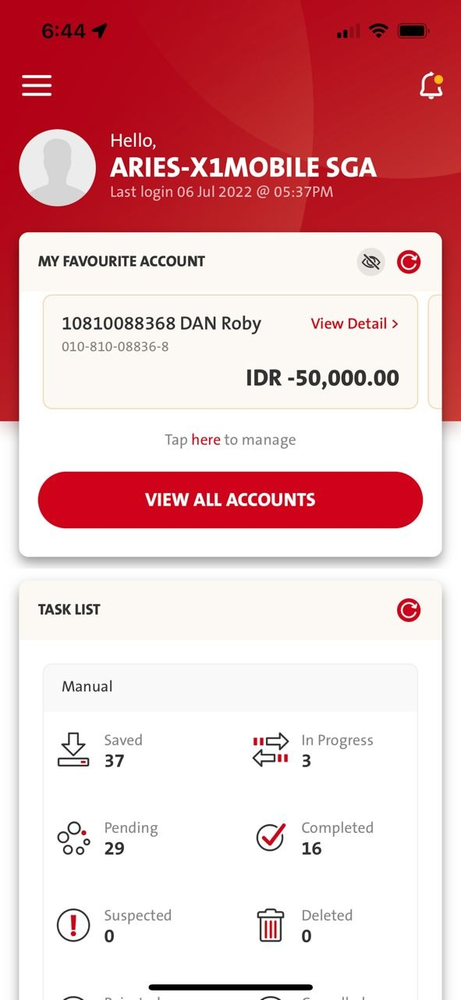 6:44
Hello,
ARIES-X1MOBILE SGA
Last login 06 Jul 2022 @ 05:37PM
MY FAVOURITE ACCOUNT
10810088368 DAN Roby
View Detail >
010-810-08836-8
IDR -50,000.00
Tap here to manage
VIEW ALL ACCOUNTS
TASK LIST
Manual
Saved
37
In Progress
3
Pending
29
Completed
16
Suspected
0
Deleted
0